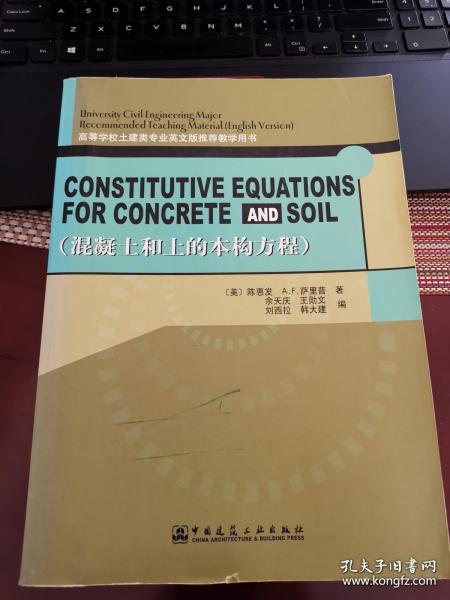 University Civil Engineering Major
Recommended Teaching Material (English Version)
高等学校土建类专业英文版推荐教学用书
CONSTITUTIVE EQUATIONS
FOR CONCRETE AND SOIL
(混凝土和土的本构方程)
〔美〕陈惠发 A.F.萨里普 著
余天庆 王勋文
刘西拉 韩大建 编
中国建筑工业出版社
CHINA ARCHITECTURE & BUILDING PRESS
孔夫子旧书网
www.kongfz.com